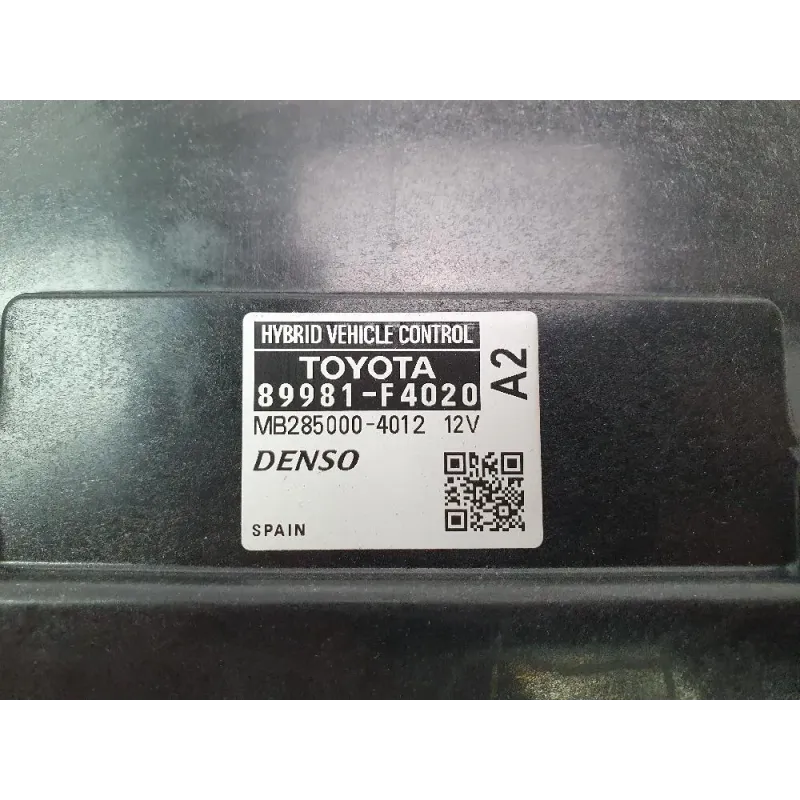 HYBRID VEHICLE CONTROL
TOYOTA
89981-F4020
A2
MB285000-4012 12V
DENSO
SPAIN